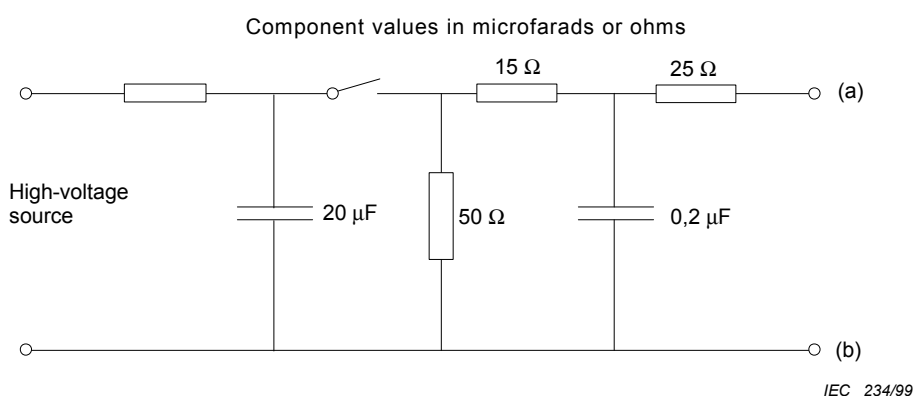 Component values in microfarads or ohms
15 Ω
25 Ω
(a)
High-voltage
source
20 μF
50 Ω
0,2 μF
(b)
IEC 234/99